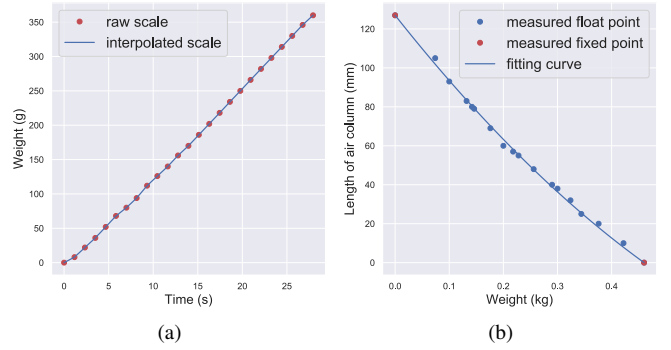 raw scale
interpolated scale
350
300
250
200
150
100
50
0
Weight (g)
0 5 10 15 20 25
Time (s)
(a)
measured float point
measured fixed point
fitting curve
120
100
80
60
40
20
0
Length of air column (mm)
0.0 0.1 0.2 0.3 0.4
Weight (kg)
(b)